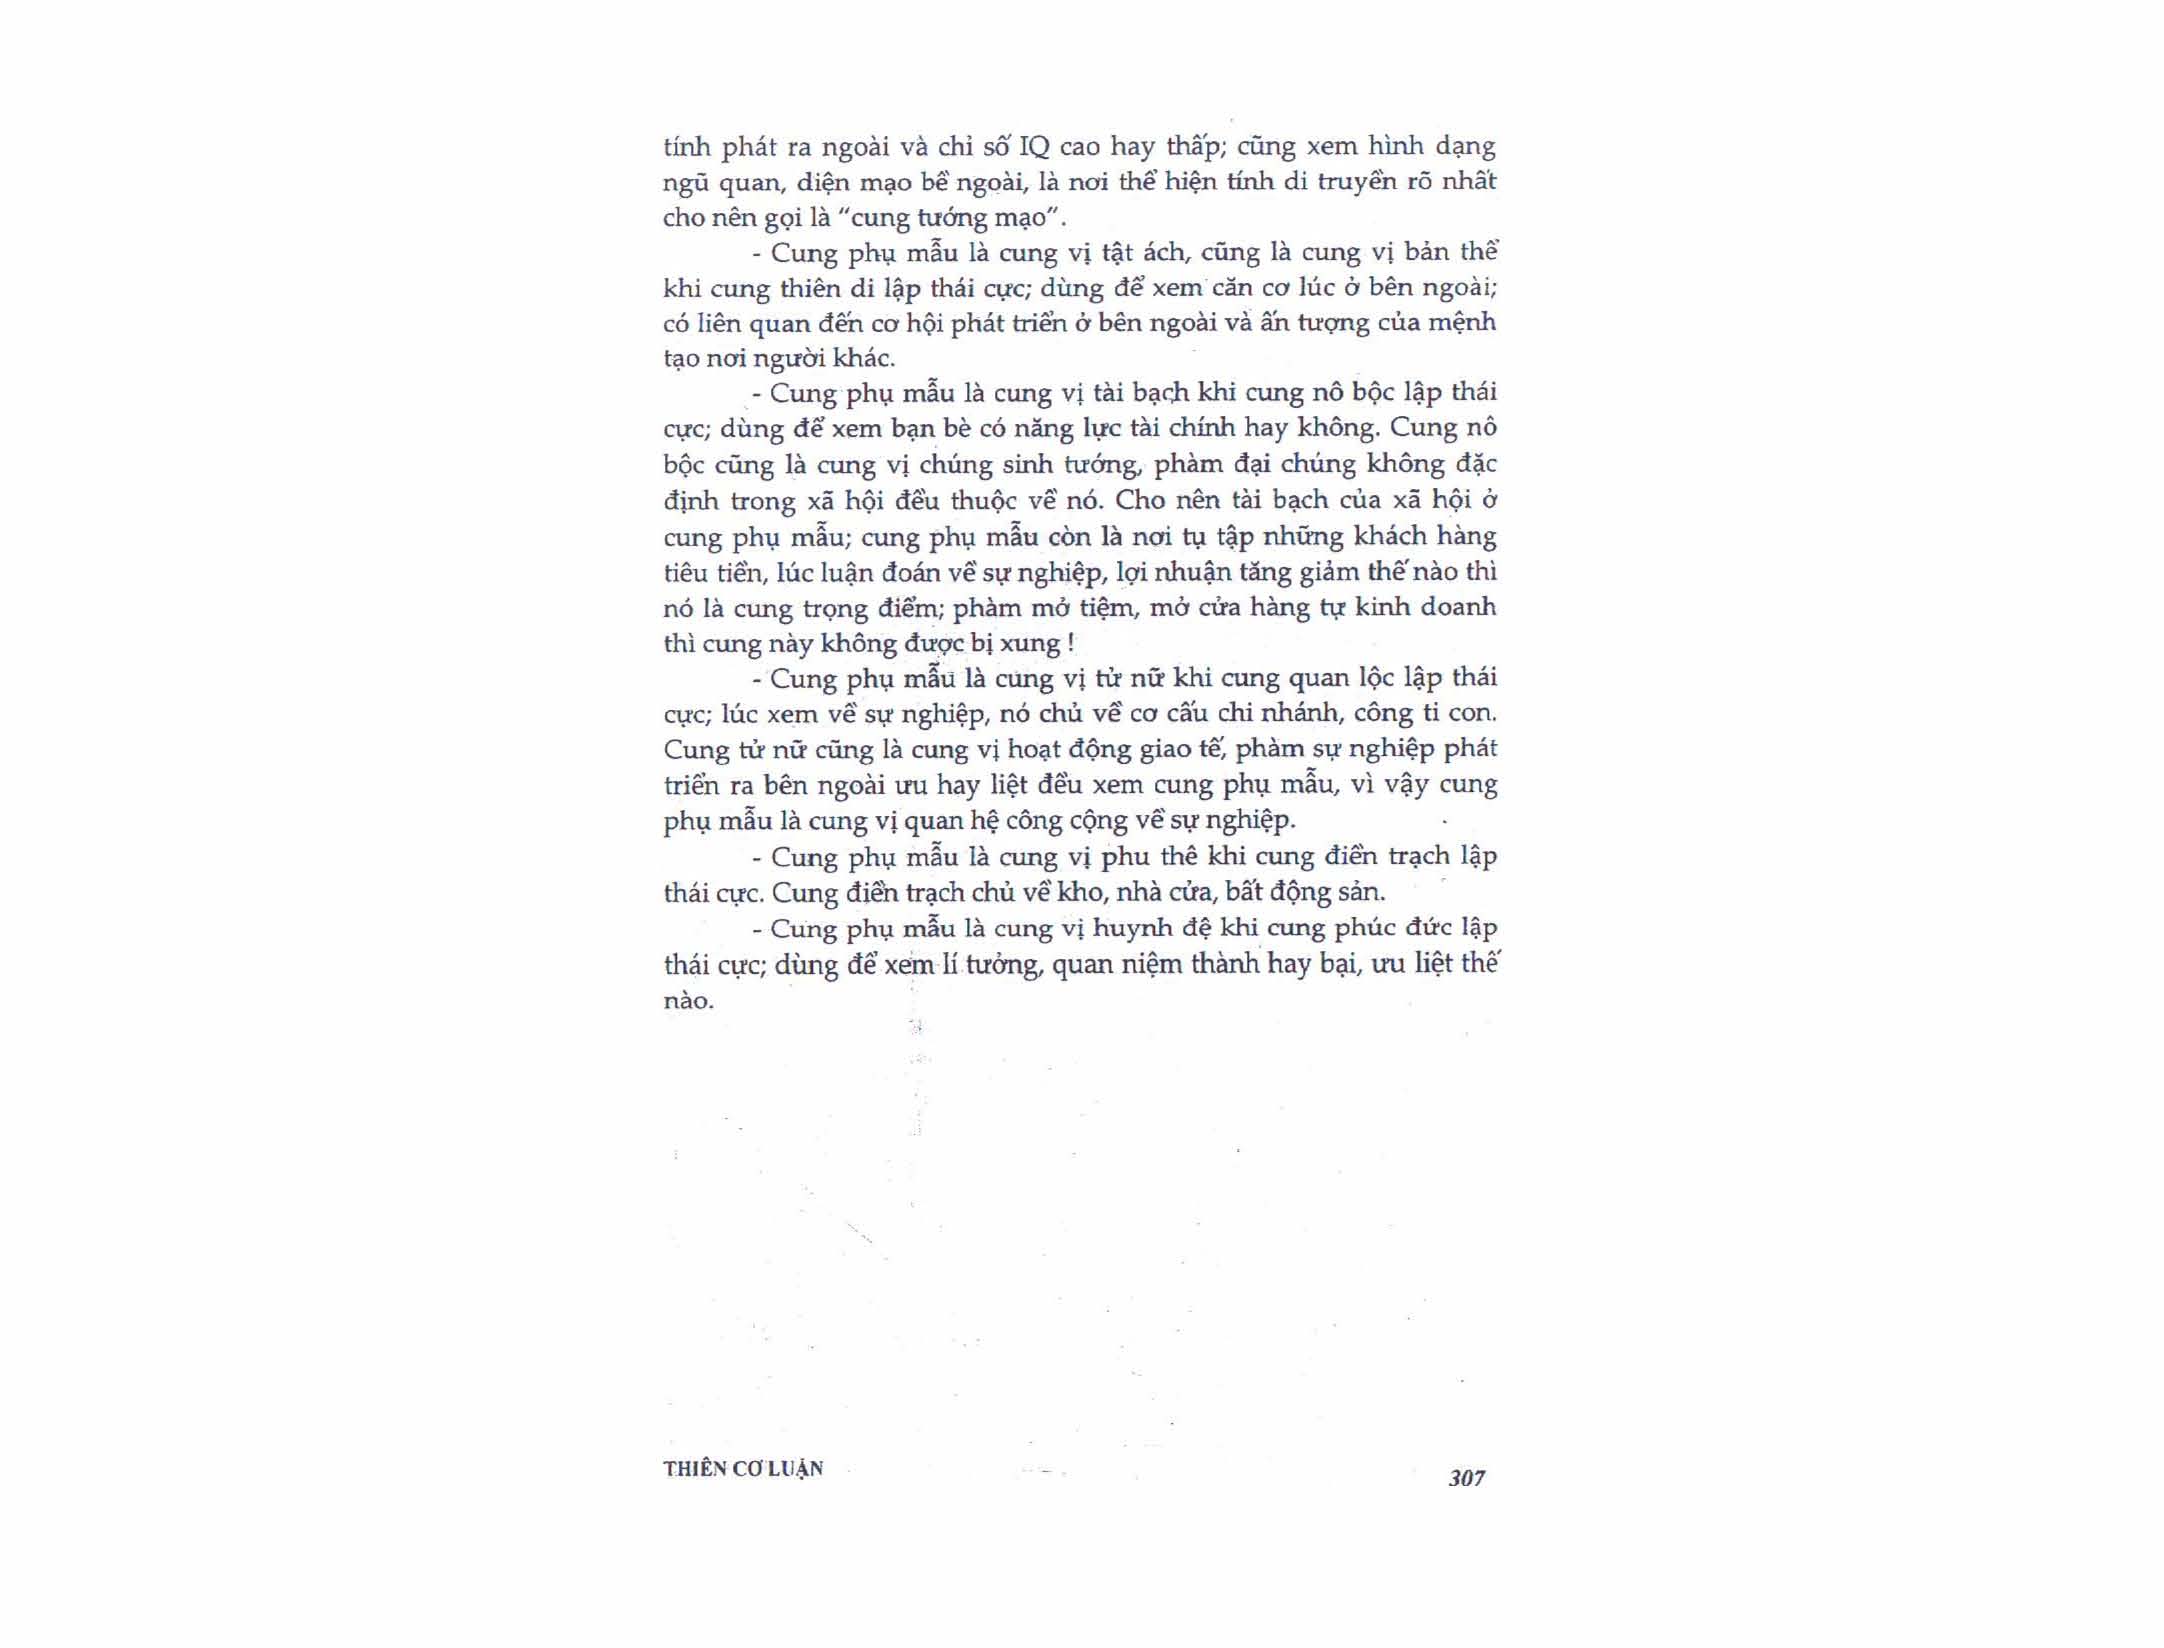 tính phát ra ngoài và chỉ số IQ cao hay thấp; cũng xem hình dạng
ngũ quan, diện mạo bề ngoài, là nơi thể hiện tính di truyền rõ nhất
cho nên gọi là "cung tướng mạo".
- Cung phụ mẫu là cung vị tật ách, cũng là cung vị bản thể
khi cung thiên di lập thái cực; dùng để xem căn cơ lúc ở bên ngoài;
có liên quan đến cơ hội phát triển ở bên ngoài và ấn tượng của mệnh
tạo nơi người khác.
- Cung phụ mẫu là cung vị tài bạch khi cung nô bộc lập thái
cực; dùng để xem bạn bè có năng lực tài chính hay không. Cung nô
bộc cũng là cung vị chúng sinh tướng, phàm đại chúng không đặc
định trong xã hội đều thuộc về nó. Cho nên tài bạch của xã hội ở
cung phụ mẫu; cung phụ mẫu còn là nơi tụ tập những khách hàng
tiêu tiền, lúc luận đoán về sự nghiệp, lợi nhuận tăng giảm thế nào thì
nó là cung trọng điểm; phàm mở tiệm, mở cửa hàng tự kinh doanh
thì cung này không được bị xung !
- Cung phụ mẫu là cung vị tử nữ khi cung quan lộc lập thái
cực; lúc xem về sự nghiệp, nó chủ về cơ cấu chi nhánh, công ti con.
Cung tử nữ cũng là cung vị hoạt động giao tế, phàm sự nghiệp phát
triển ra bên ngoài ưu hay liệt đều xem cung phụ mẫu, vì vậy cung
phụ mẫu là cung vị quan hệ công cộng về sự nghiệp.
- Cung phụ mẫu là cung vị phu thê khi cung điền trạch lập
thái cực. Cung điền trạch chủ về kho, nhà cửa, bất động sản.
- Cung phụ mẫu là cung vị huynh đệ khi cung phúc đức lập
thái cực; dùng để xem lí tưởng, quan niệm thành hay bại, ưu liệt thế
nào.
THIÊN CƠ LUẬN
307